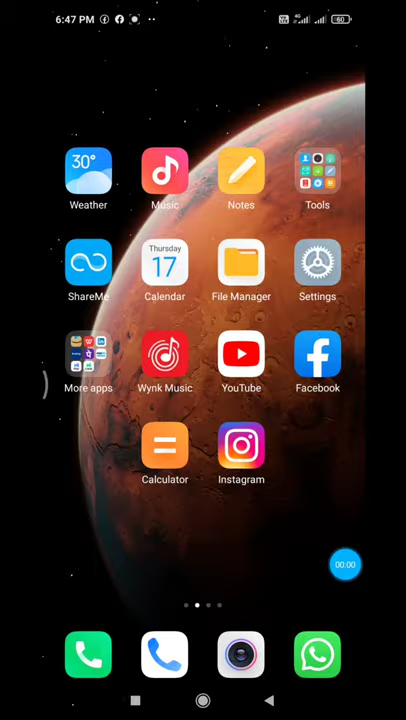 6:47 PM
4G
60
30°
Weather
Music
Notes
Tools
ShareMe
Thursday
17
Calendar
File Manager
Settings
More apps
Wynk Music
YouTube
Facebook
Calculator
Instagram
00:00